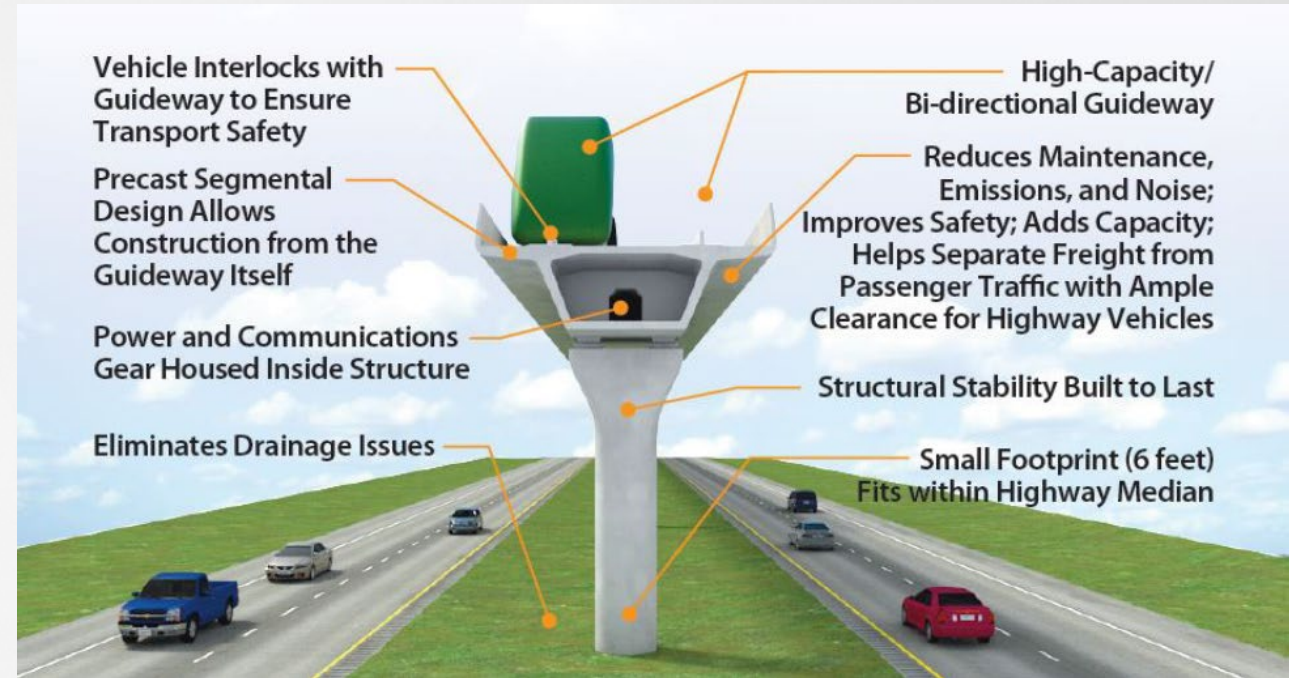 Vehicle Interlocks with
Guideway to Ensure
Transport Safety
Precast Segmental
Design Allows
Construction from the
Guideway Itself
Power and Communications
Gear Housed Inside Structure
Eliminates Drainage Issues
High-Capacity/
Bi-directional Guideway
Reduces Maintenance,
Emissions, and Noise;
Improves Safety; Adds Capacity;
Helps Separate Freight from
Passenger Traffic with Ample
Clearance for Highway Vehicles
Structural Stability Built to Last
Small Footprint (6 feet)
Fits within Highway Median